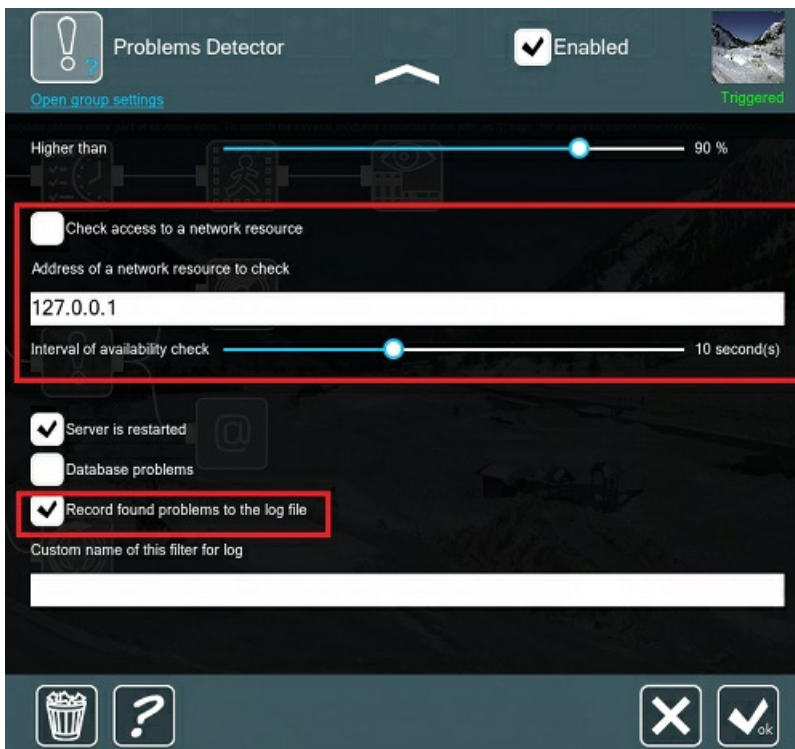 Problems Detector
Enabled
Open group settings
Triggered
Higher than
90 %
Check access to a network resource
Address of a network resource to check
127.0.0.1
Interval of availability check
10 second(s)
Server is restarted
@
Database problems
Record found problems to the log file
Custom name of this filter for log
?
ok